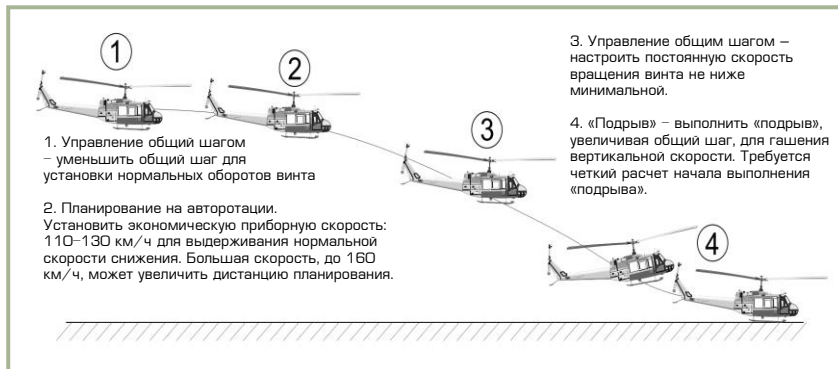 1
2
3
4
1. Управление общий шагом
– уменьшить общий шаг для
установки нормальных оборотов винта
2. Планирование на авторотации.
Установить экономическую приборную скорость:
110–130 км/ч для выдерживания нормальной
скорости снижения. Большая скорость, до 160
км/ч, может увеличить дистанцию планирования.
3. Управление общим шагом –
настроить постоянную скорость
вращения винта не ниже
минимальной.
4. «Подрыв» – выполнить «подрыв»,
увеличивая общий шаг, для гашения
вертикальной скорости. Требуется
четкий расчет начала выполнения
«подрыва».